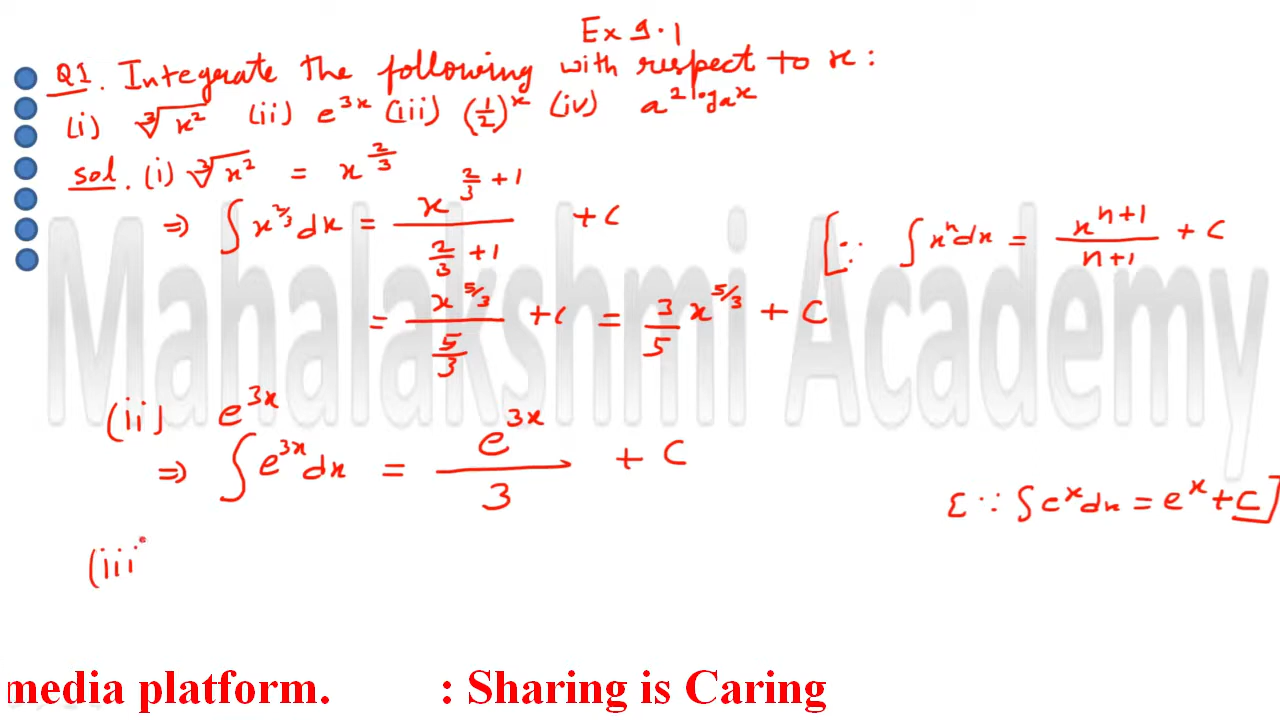 Ex 9.1
Q1. Integrate the following with respect to x:
(i) ∛x² (ii) e^3x (iii) (1/2)^x (iv) a^2log_a x
sol. (i) ∛x² = x^2/3
⇒ ∫x^2/3 dx = x^(2/3+1) / (2/3+1) + C [∵ ∫x^n dx = x^(n+1) / (n+1) + C
= x^5/3 / (5/3) + C = 3/5 x^5/3 + C
(ii) e^3x
⇒ ∫e^3x dx = e^3x / 3 + C [∵ ∫e^x dx = e^x + C]
(iii
Mahalakshmi Academy
media platform. : Sharing is Caring